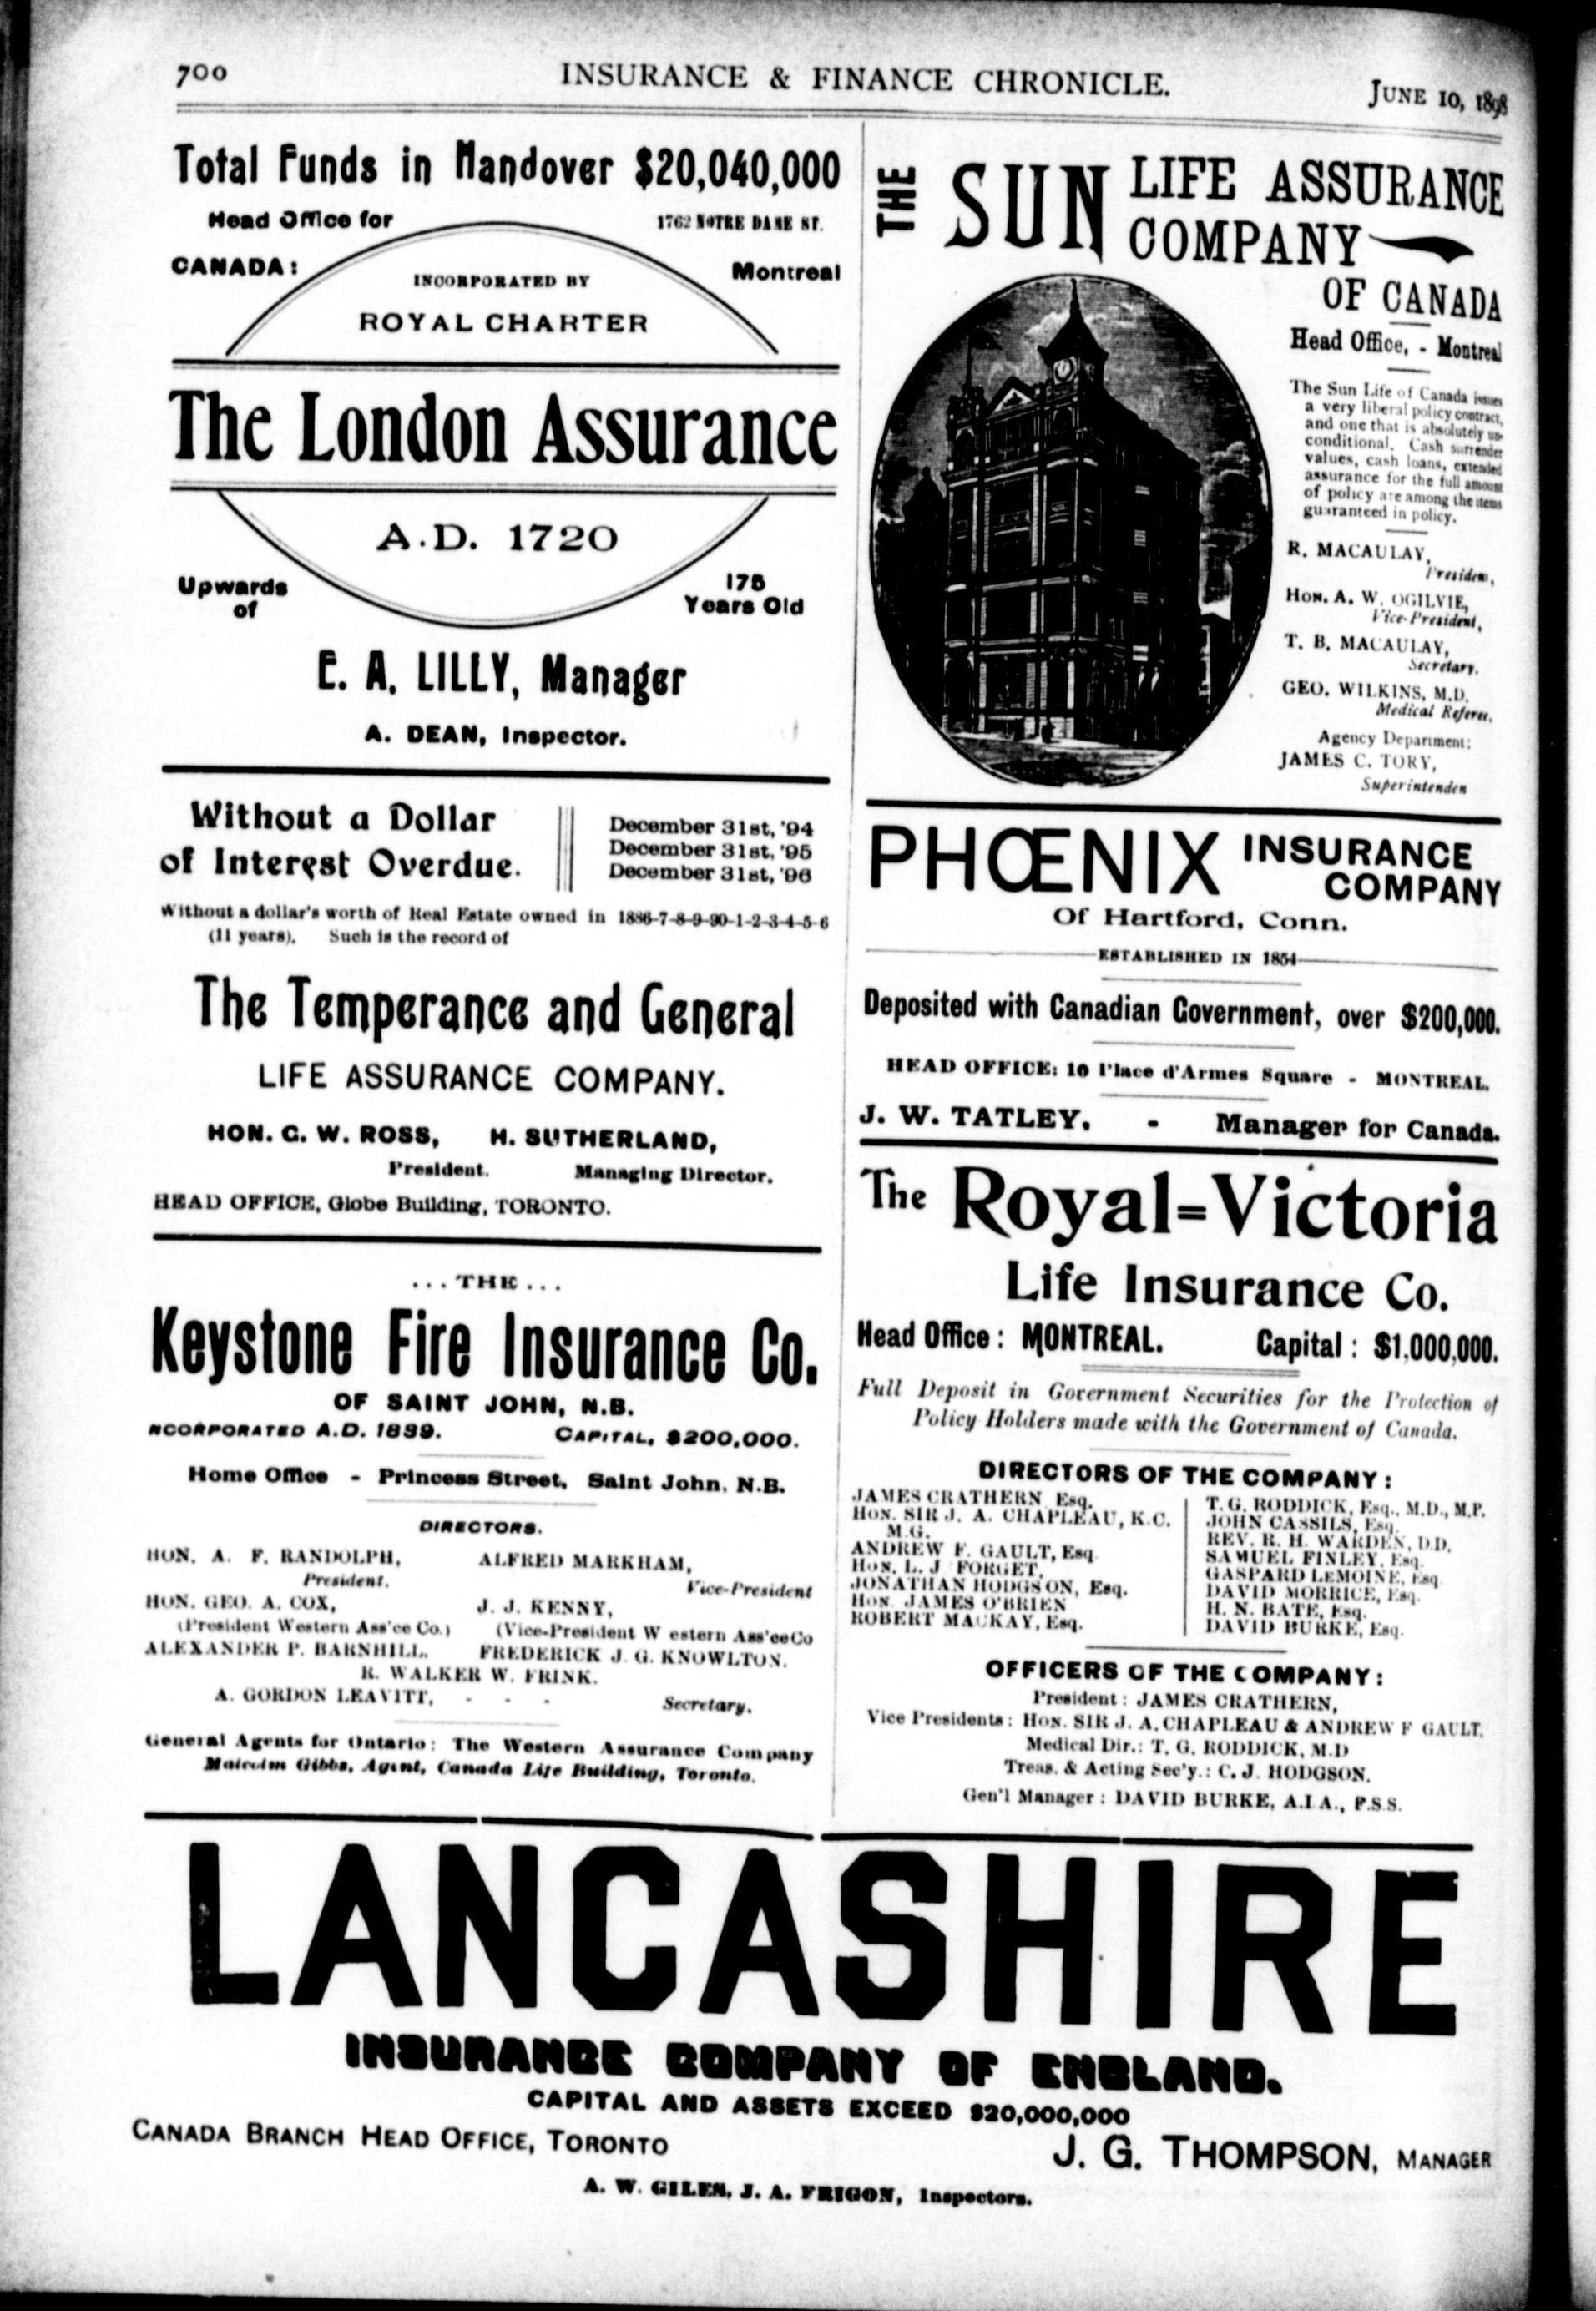 700
INSURANCE & FINANCE CHRONICLE.
JUNE 10, 1898
Total Funds in Handover $20,040,000
Head Office for
CANADA:
1762 NOTRE DAME ST.
Montreal
INCORPORATED BY
ROYAL CHARTER
The London Assurance
A.D. 1720
Upwards
of
175
Years Old
E. A. LILLY, Manager
A. DEAN, Inspector.
Without a Dollar
of Interest Overdue.
December 31st, '94
December 31st, '95
December 31st, '96
Without a dollar's worth of Real Estate owned in 1886-7-8-9-90-1-2-3-4-5-6
(11 years). Such is the record of
The Temperance and General
LIFE ASSURANCE COMPANY.
HON. G. W. ROSS, H. SUTHERLAND,
President. Managing Director.
HEAD OFFICE, Globe Building, TORONTO.
...THE...
Keystone Fire Insurance Co.
OF SAINT JOHN, N.B.
NCORPORATED A.D. 1889. CAPITAL, $200,000.
Home Office - Princess Street, Saint John, N.B.
DIRECTORS.
HON. A. F. RANDOLPH, ALFRED MARKHAM,
President. Vice-President
HON. GEO. A. COX, J. J. KENNY,
(President Western Ass'ce Co.) (Vice-President W estern Ass'ce Co
ALEXANDER P. BARNHILL, FREDERICK J. G. KNOWLTON.
R. WALKER W. FRINK.
A. GORDON LEAVITT, - - - Secretary.
General Agents for Ontario: The Western Assurance Company
Malcolm Gibbs, Agent, Canada Life Building, Toronto.
THE SUN LIFE ASSURANCE
COMPANY
OF CANADA
Head Office, - Montreal
The Sun Life of Canada issues
a very liberal policy contract,
and one that is absolutely un-
conditional. Cash surrender
values, cash loans, extended
assurance for the full amount
of policy are among the items
guaranteed in policy.
R. MACAULAY,
President,
HON. A. W. OGILVIE,
Vice-President,
T. B. MACAULAY,
Secretary.
GEO. WILKINS, M.D.
Medical Referee.
Agency Department:
JAMES C. TORY,
Superintenden
PHŒNIX INSURANCE
COMPANY
Of Hartford, Conn.
ESTABLISHED IN 1854
Deposited with Canadian Government, over $200,000.
HEAD OFFICE: 10 Place d'Armes Square - MONTREAL.
J. W. TATLEY, - Manager for Canada.
The Royal=Victoria
Life Insurance Co.
Head Office: MONTREAL. Capital: $1,000,000.
Full Deposit in Government Securities for the Protection of
Policy Holders made with the Government of Canada.
DIRECTORS OF THE COMPANY:
JAMES CRATHERN Esq.
HON. SIR J. A. CHAPLEAU, K.C.
M.G.
ANDREW F. GAULT, Esq.
HON. L. J FORGET,
JONATHAN HODGSON, Esq.
HON. JAMES O'BRIEN
ROBERT MACKAY, Esq.
T. G. RODDICK, Esq., M.D., M.P.
JOHN CASSILS, Esq.
REV. R. H. WARDEN, D.D.
SAMUEL FINLEY, Esq.
GASPARD LEMOINE, Esq
DAVID MORRICE, Esq.
H. N. BATE, Esq.
DAVID BURKE, Esq.
OFFICERS OF THE COMPANY:
President: JAMES CRATHERN,
Vice Presidents: HON. SIR J. A. CHAPLEAU & ANDREW F GAULT.
Medical Dir.: T. G. RODDICK, M.D
Treas. & Acting Sec'y.: C. J. HODGSON.
Gen'l Manager: DAVID BURKE, A.I A., F.S.S.
LANCASHIRE
INSURANCE COMPANY OF ENGLAND.
CAPITAL AND ASSETS EXCEED $20,000,000
CANADA BRANCH HEAD OFFICE, TORONTO
J. G. THOMPSON, MANAGER
A. W. GILES, J. A. FRIGON, Inspectors.